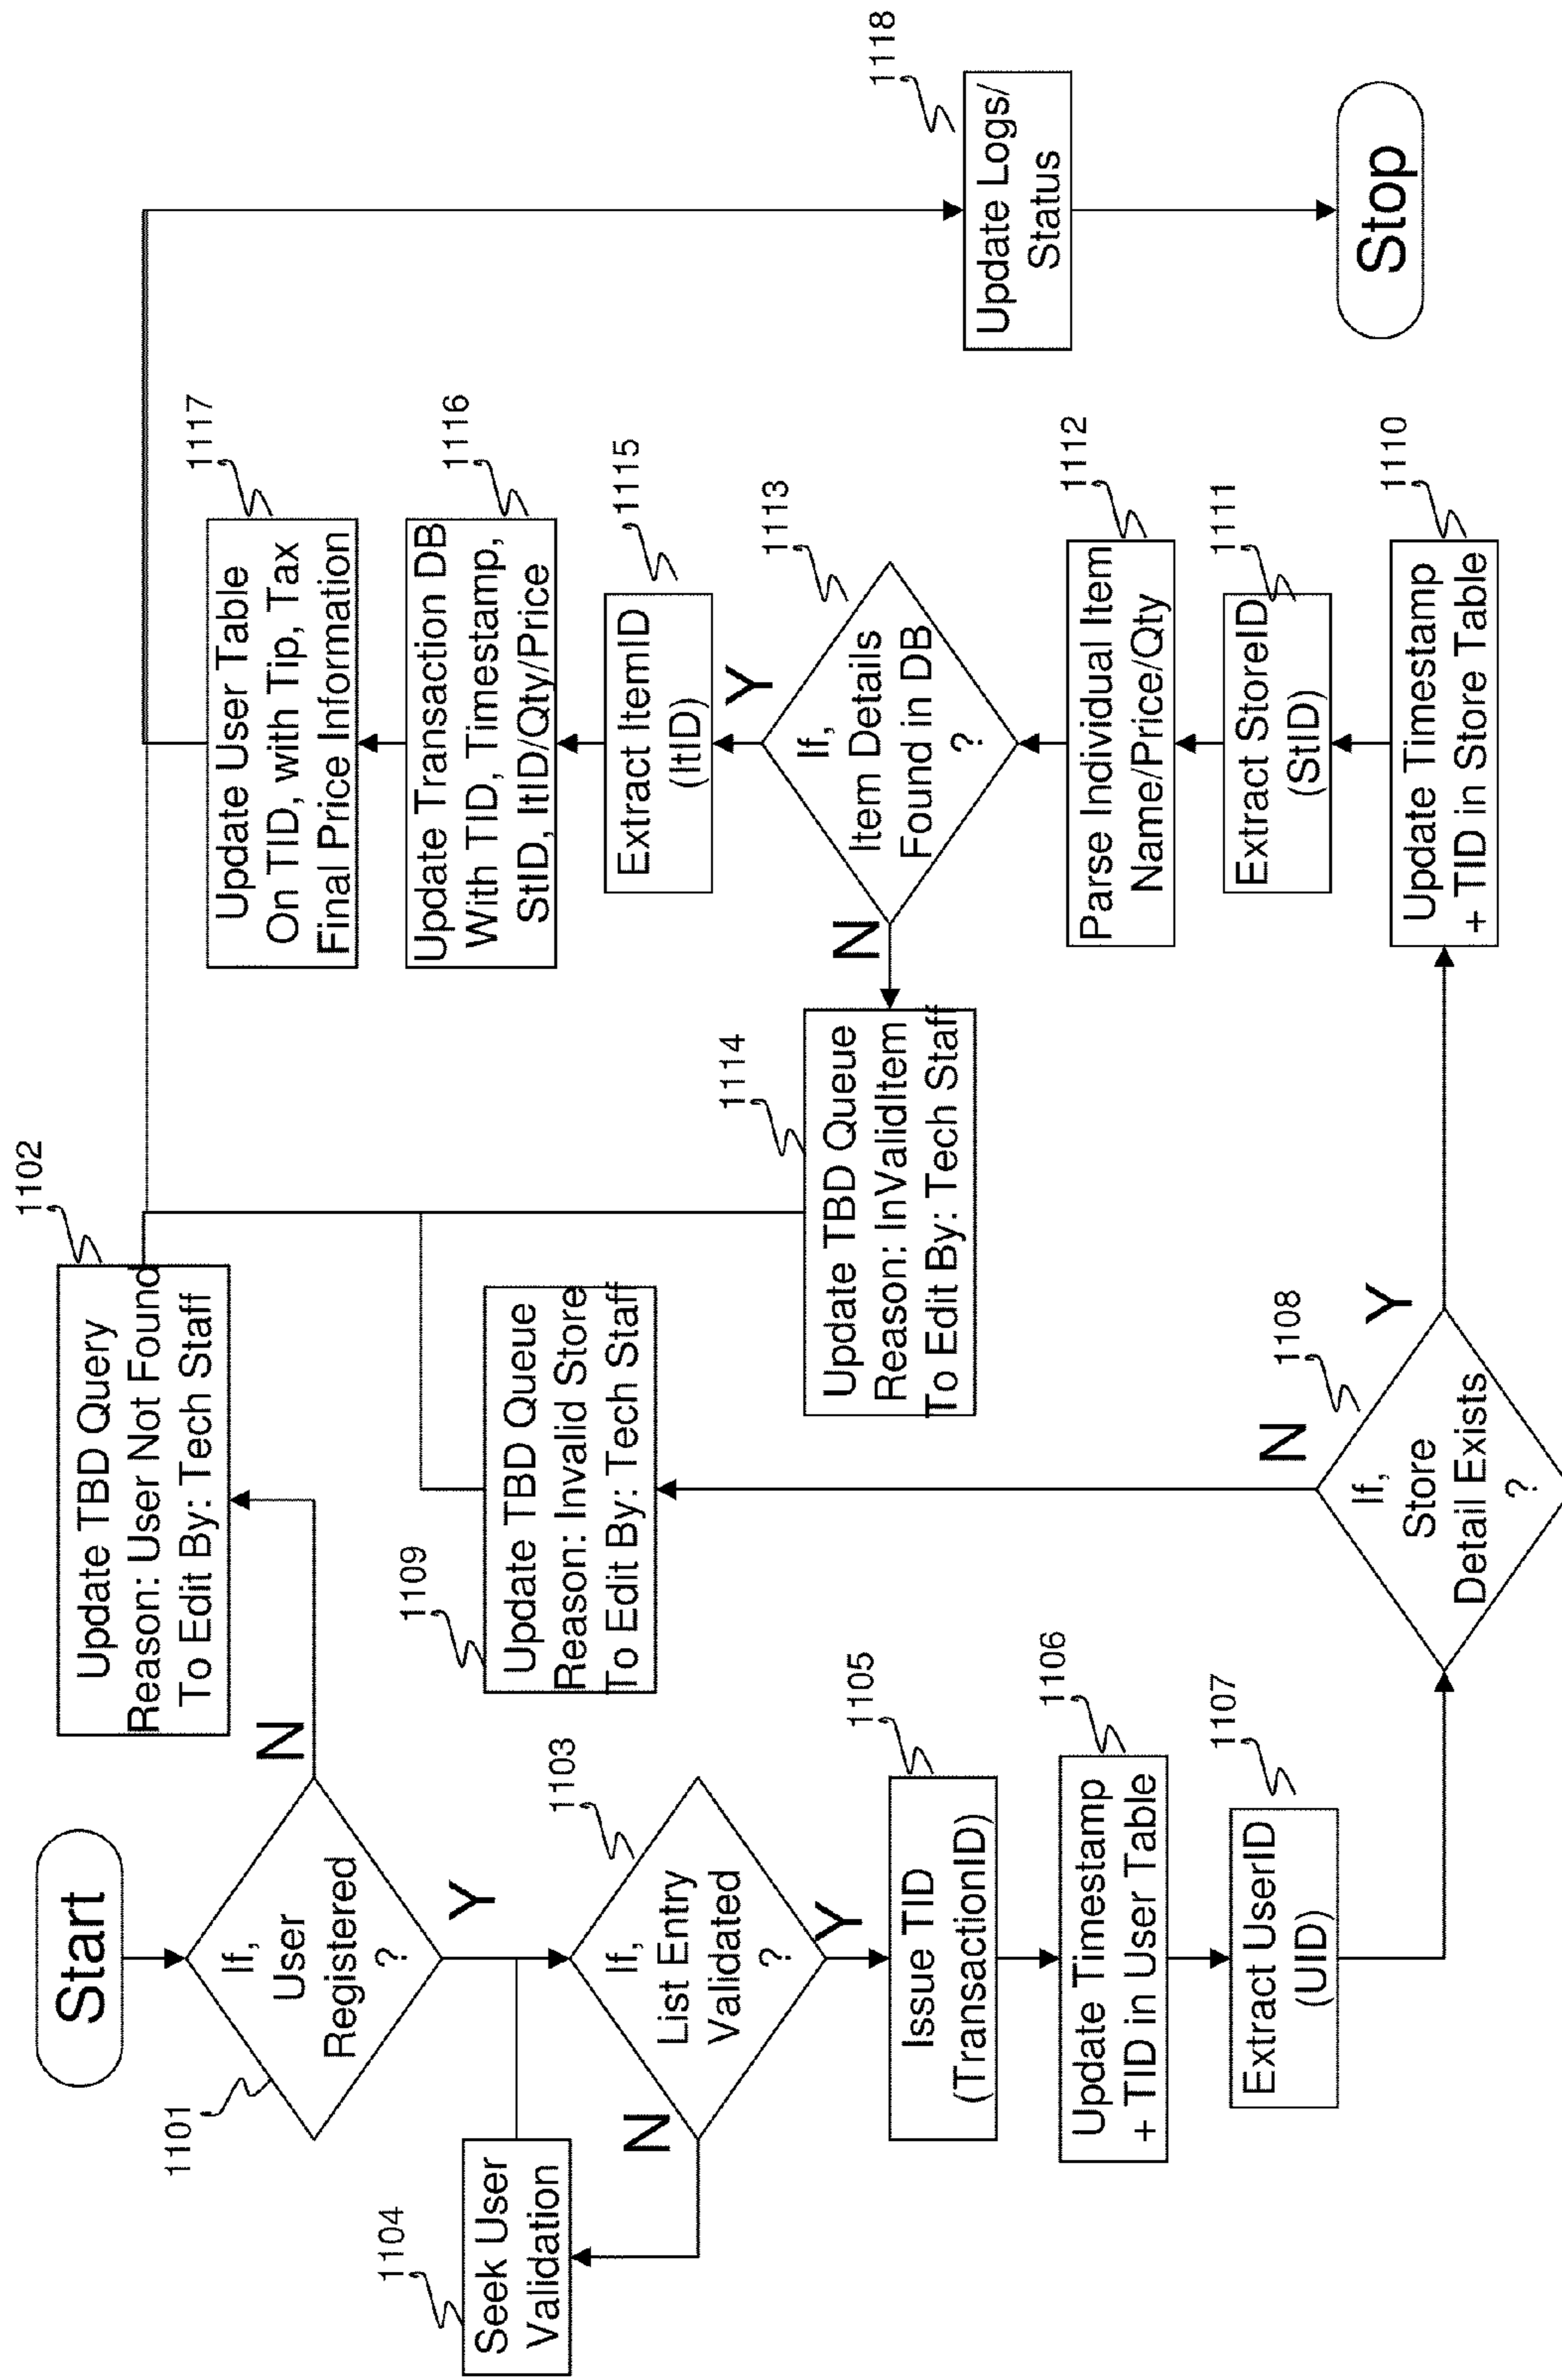 Start
1101
If,
User
Registered
?
N
Y
1102
Update TBD Query
Reason: User Not Found
To Edit By: Tech Staff
1103
If,
List Entry
Validated
?
N
Y
1104
Seek User
Validation
1105
Issue TID
(TransactionID)
1106
Update Timestamp
+ TID in User Table
1107
Extract UserID
(UID)
1108
If,
Store
Detail Exists
?
N
Y
1109
Update TBD Queue
Reason: Invalid Store
To Edit By: Tech Staff
1110
Update Timestamp
+ TID in Store Table
1111
Extract StoreID
(StID)
1112
Parse Individual Item
Name/Price/Qty
1113
If,
Item Details
Found in DB
?
N
Y
1114
Update TBD Queue
Reason: InValidItem
To Edit By: Tech Staff
1115
Extract ItemID
(ItID)
1116
Update Transaction DB
With TID, Timestamp,
StID, ItID/Qty/Price
1117
Update User Table
On TID, with Tip, Tax
Final Price Information
1118
Update Logs/
Status
Stop